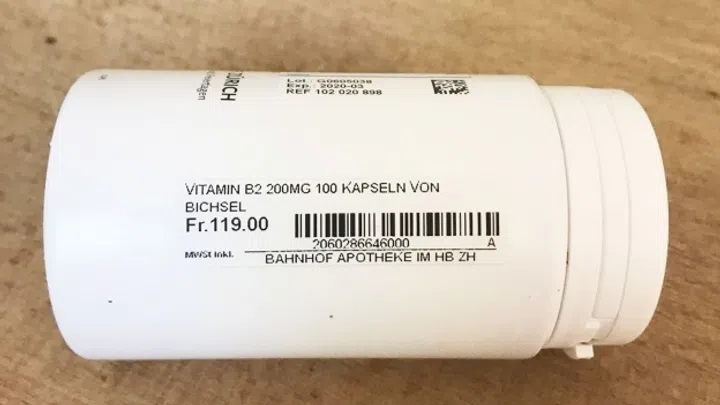 ZÜRICH
Lot : G0605038
Exp.: 2020-03
REF 102 020 898
VITAMIN B2 200MG 100 KAPSELN VON
BICHSEL
Fr.119.00
2060286646000 A
MWSt inkl.
BAHNHOF APOTHEKE IM HB ZH